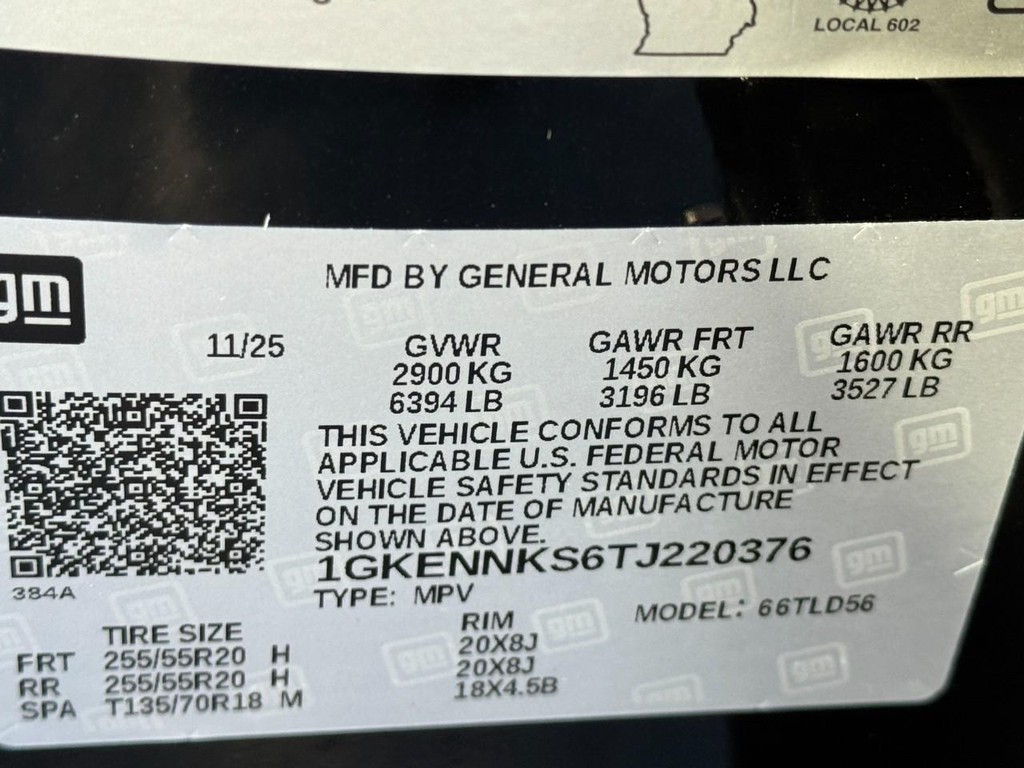 LOCAL 602
gm
MFD BY GENERAL MOTORS LLC
11/25
GVWR GAWR FRT GAWR RR
2900 KG 1450 KG 1600 KG
6394 LB 3196 LB 3527 LB
THIS VEHICLE CONFORMS TO ALL
APPLICABLE U.S. FEDERAL MOTOR
VEHICLE SAFETY STANDARDS IN EFFECT
ON THE DATE OF MANUFACTURE
SHOWN ABOVE.
1GKENNKS6TJ220376
384A
TYPE: MPV MODEL: 66TLD56
TIRE SIZE RIM
FRT 255/55R20 H 20X8J
RR 255/55R20 H 20X8J
SPA T135/70R18 M 18X4.5B